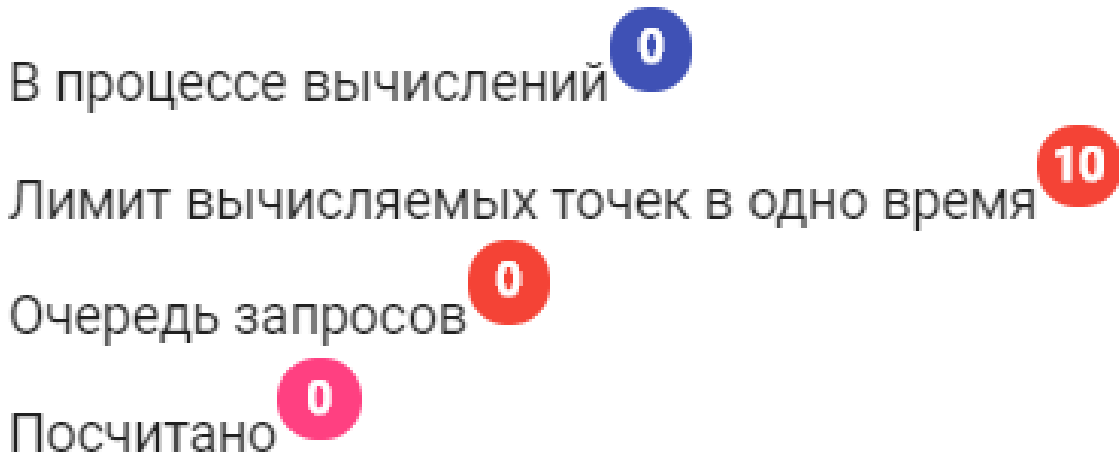 В процессе вычислений 0
Лимит вычисляемых точек в одно время 10
Очередь запросов 0
Посчитано 0